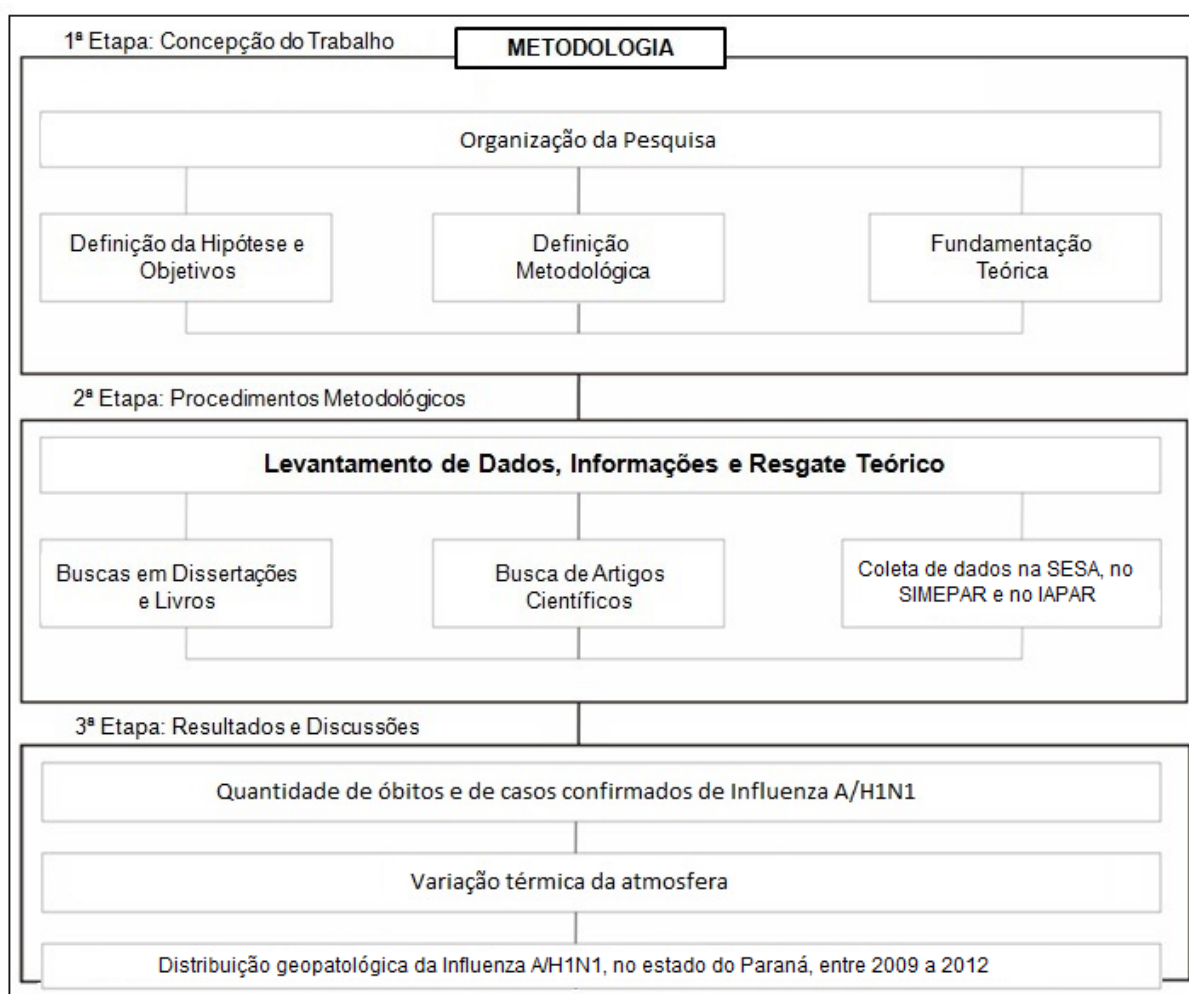 1ª Etapa: Concepção do Trabalho
METODOLOGIA
Organização da Pesquisa
Definição da Hipótese e
Objetivos
Definição
Metodológica
Fundamentação
Teórica
2ª Etapa: Procedimentos Metodológicos
Levantamento de Dados, Informações e Resgate Teórico
Buscas em Dissertações
e Livros
Busca de Artigos
Científicos
Coleta de dados na SESA, no
SIMEPAR e no IAPAR
3ª Etapa: Resultados e Discussões
Quantidade de óbitos e de casos confirmados de Influenza A/H1N1
Variação térmica da atmosfera
Distribuição geopatológica da Influenza A/H1N1, no estado do Paraná, entre 2009 a 2012